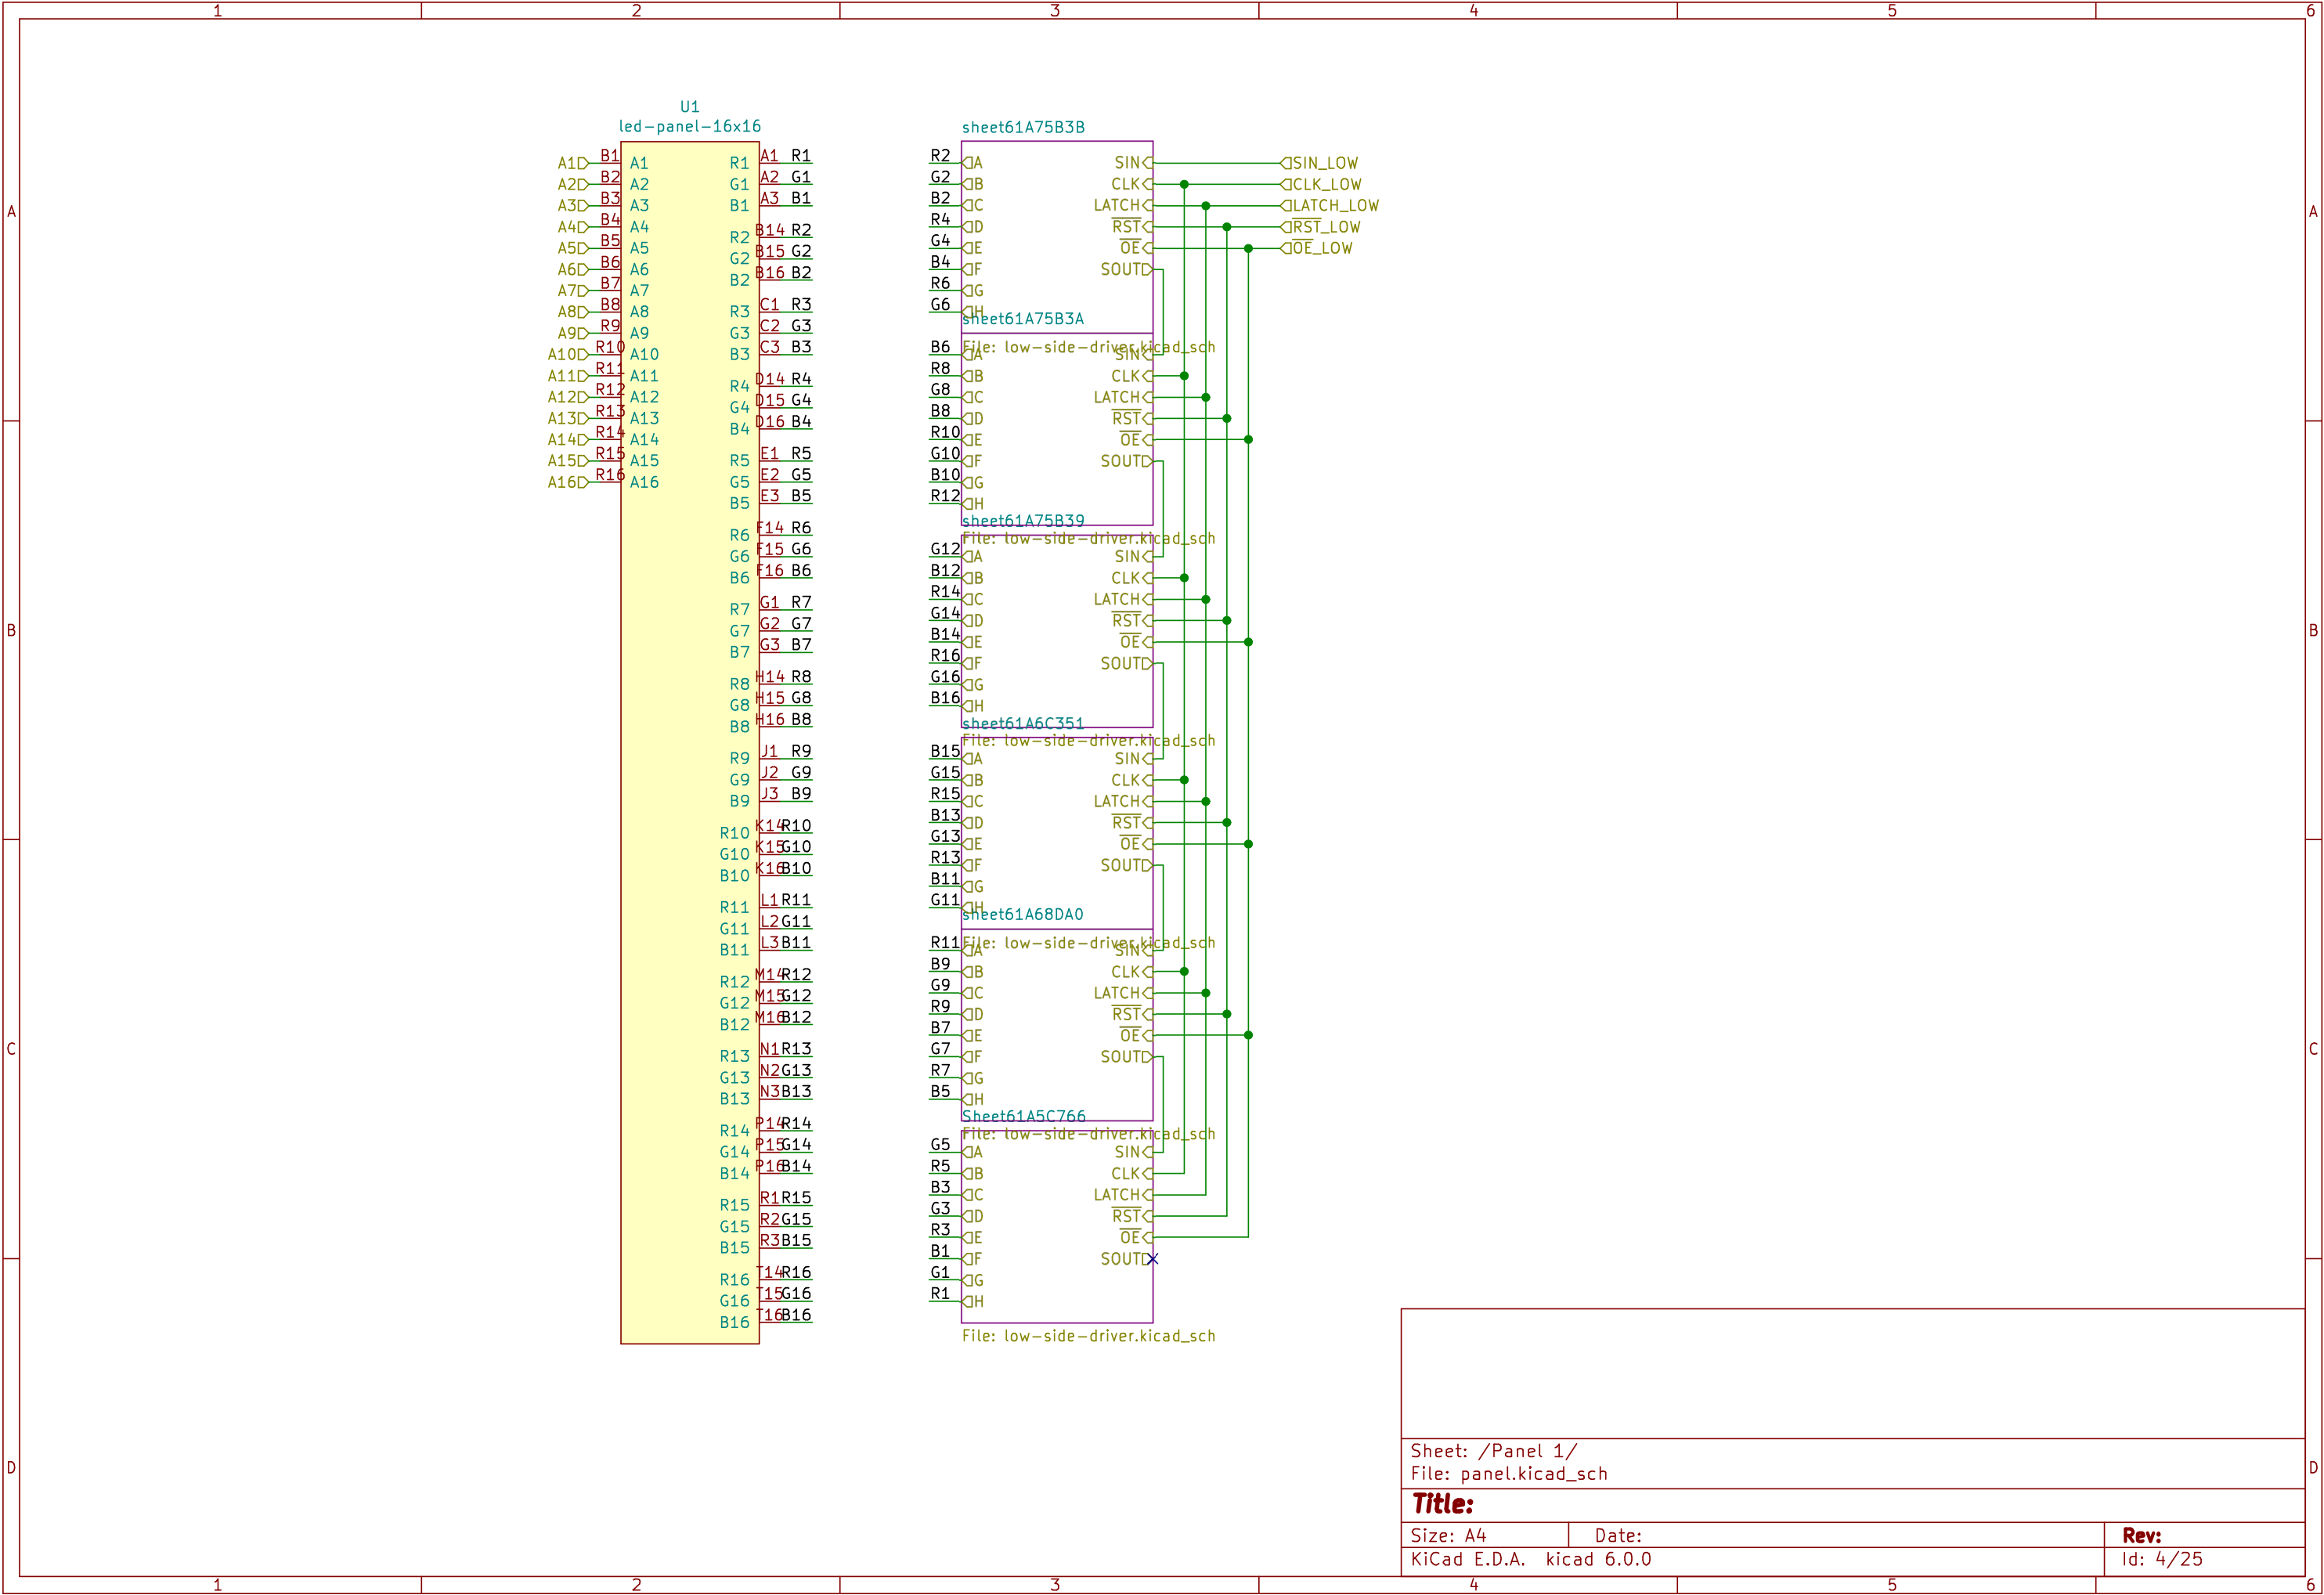 1 2 3 4 5 6
A
B
C
D
A
B
C
D
U1
led-panel-16x16
A1 B1 A1
A2 B2 A2
A3 B3 A3
A4 B4 A4
A5 B5 A5
A6 B6 A6
A7 B7 A7
A8 B8 A8
A9 R9 A9
A10 R10 A10
A11 R11 A11
A12 R12 A12
A13 R13 A13
A14 R14 A14
A15 R15 A15
A16 R16 A16
R1 A1 R1
G1 A2 G1
B1 A3 B1
R2 B14 R2
G2 B15 G2
B2 B16 B2
R3 C1 R3
G3 C2 G3
B3 C3 B3
R4 D14 R4
G4 D15 G4
B4 D16 B4
R5 E1 R5
G5 E2 G5
B5 E3 B5
R6 F14 R6
G6 F15 G6
B6 F16 B6
R7 G1 R7
G7 G2 G7
B7 G3 B7
R8 H14 R8
G8 H15 G8
B8 H16 B8
R9 J1 R9
G9 J2 G9
B9 J3 B9
R10 K14 R10
G10 K15 G10
B10 K16 B10
R11 L1 R11
G11 L2 G11
B11 L3 B11
R12 M14 R12
G12 M15 G12
B12 M16 B12
R13 N1 R13
G13 N2 G13
B13 N3 B13
R14 P14 R14
G14 P15 G14
B14 P16 B14
R15 R1 R15
G15 R2 G15
B15 R3 B15
R16 T14 R16
G16 T15 G16
B16 T16 B16
sheet61A75B3B
R2 A SIN SIN_LOW
G2 B CLK CLK_LOW
B2 C LATCH LATCH_LOW
R4 D RST RST_LOW
G4 E OE OE_LOW
B4 F SOUT
R6 G
G6 H
sheet61A75B3A
File: low-side-driver.kicad_sch
B6 A SIN
R8 B CLK
G8 C LATCH
B8 D RST
R10 E OE
G10 F SOUT
B10 G
R12 H
sheet61A75B39
File: low-side-driver.kicad_sch
G12 A SIN
B12 B CLK
R14 C LATCH
G14 D RST
B14 E OE
R16 F SOUT
G16 G
B16 H
sheet61A6C351
File: low-side-driver.kicad_sch
B15 A SIN
G15 B CLK
R15 C LATCH
B13 D RST
G13 E OE
R13 F SOUT
B11 G
G11 H
sheet61A68DA0
File: low-side-driver.kicad_sch
R11 A SIN
B9 B CLK
G9 C LATCH
R9 D RST
B7 E OE
G7 F SOUT
R7 G
B5 H
Sheet61A5C766
File: low-side-driver.kicad_sch
G5 A SIN
R5 B CLK
B3 C LATCH
G3 D RST
R3 E OE
B1 F SOUT
G1 G
R1 H
File: low-side-driver.kicad_sch
Sheet: /Panel 1/
File: panel.kicad_sch
Title:
Size: A4 Date: Rev:
KiCad E.D.A. kicad 6.0.0 Id: 4/25
1 2 3 4 5 6